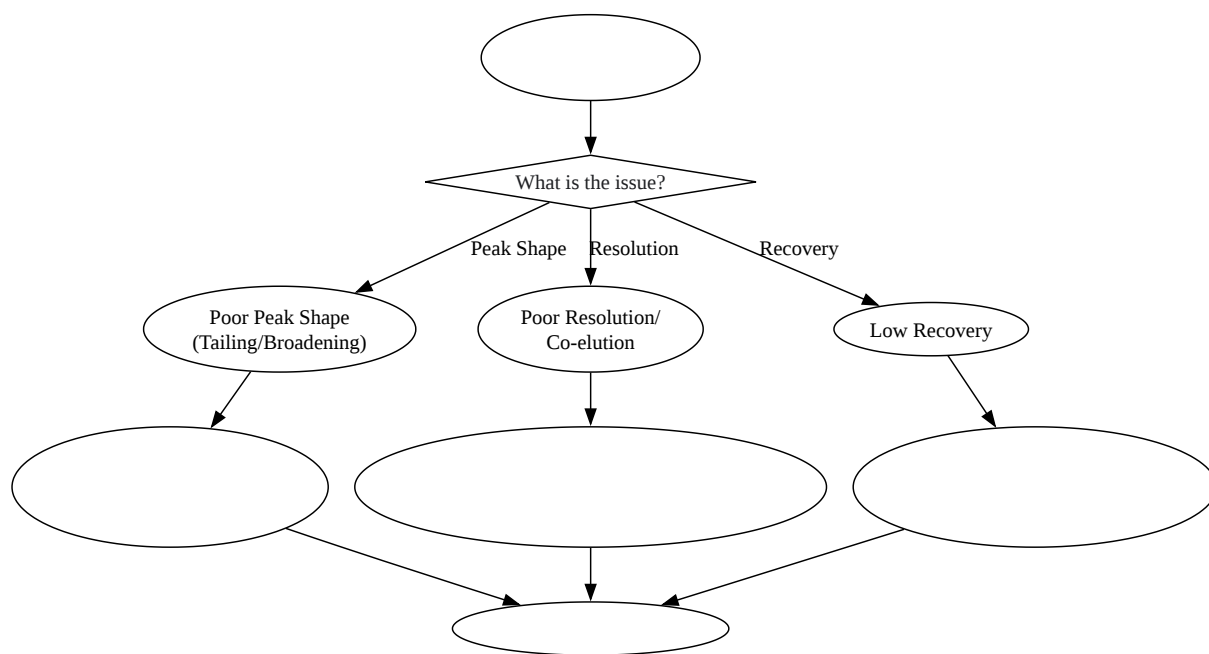 What is the issue?
Peak Shape
Resolution
Recovery
Poor Peak Shape
(Tailing/Broadening)
Poor Resolution/
Co-elution
Low Recovery